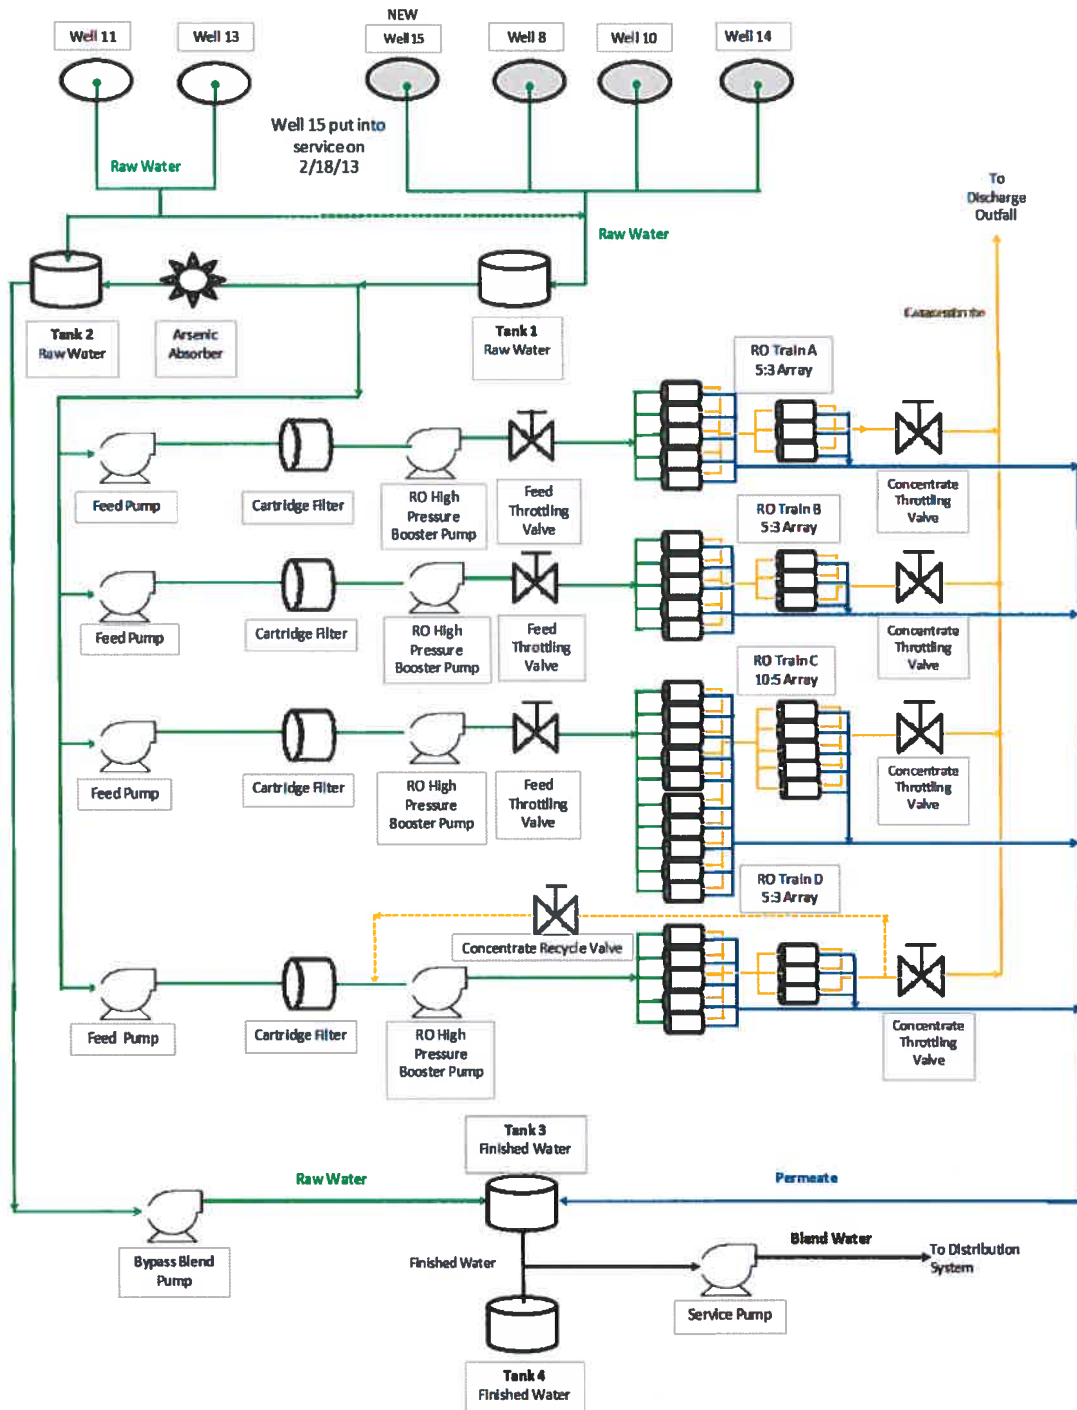 NEW
Well 11
Well 13
Well 15
Well 8
Well 10
Well 14
Well 15 put into
service on
2/18/13
Raw Water
To
Discharge
Outfall
Raw Water
Tank 2
Raw Water
Arsenic
Absorber
Tank 1
Raw Water
RO Train A
5:3 Array
Feed Pump
Cartridge Filter
RO High
Pressure
Booster Pump
Feed
Throttling
Valve
Concentrate
Throttling
Valve
RO Train B
5:3 Array
Feed Pump
Cartridge Filter
RO High
Pressure
Booster Pump
Feed
Throttling
Valve
Concentrate
Throttling
Valve
RO Train C
10:5 Array
Feed Pump
Cartridge Filter
RO High
Pressure
Booster Pump
Feed
Throttling
Valve
Concentrate
Throttling
Valve
RO Train D
5:3 Array
Concentrate Recycle Valve
Feed Pump
Cartridge Filter
RO High
Pressure
Booster Pump
Concentrate
Throttling
Valve
Tank 3
Finished Water
Raw Water
Permeate
Bypass Blend
Pump
Finished Water
Blend Water
To Distribution
System
Service Pump
Tank 4
Finished Water